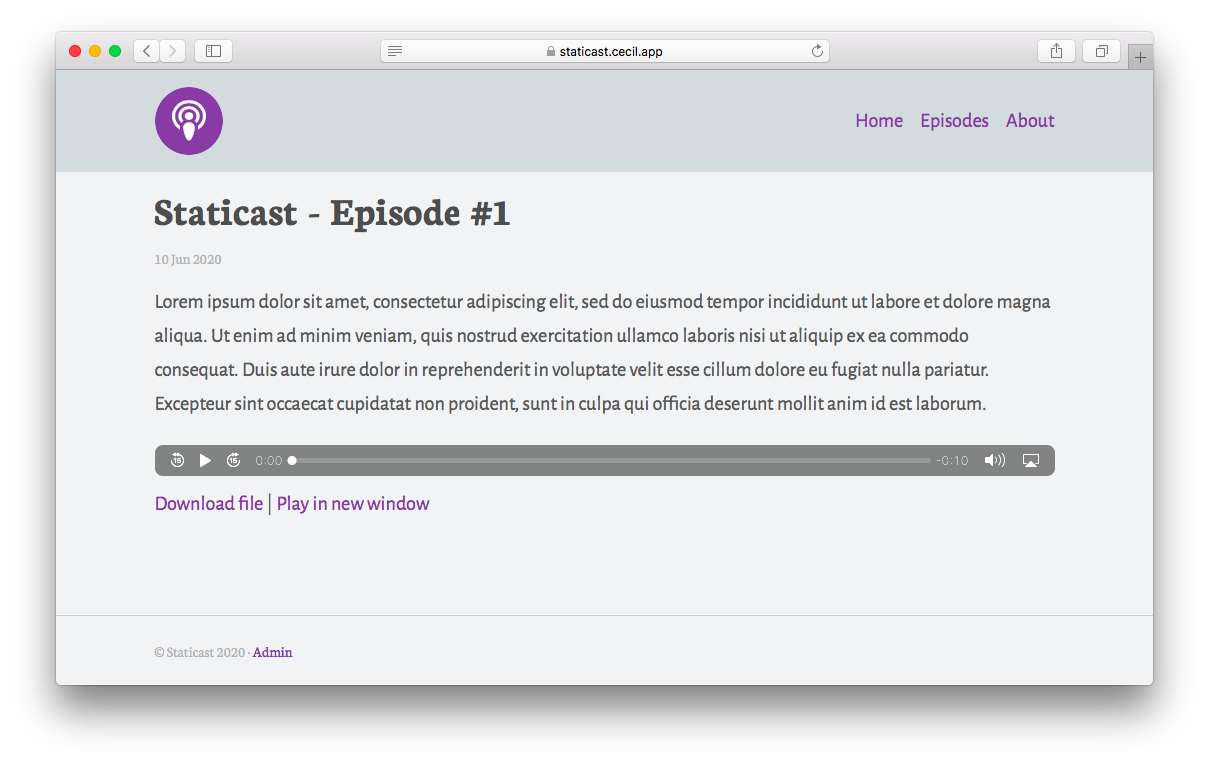 staticast.cecil.app
Home Episodes About
Staticast - Episode #1
10 Jun 2020
Lorem ipsum dolor sit amet, consectetur adipiscing elit, sed do eiusmod tempor incididunt ut labore et dolore magna
aliqua. Ut enim ad minim veniam, quis nostrud exercitation ullamco laboris nisi ut aliquip ex ea commodo
consequat. Duis aute irure dolor in reprehenderit in voluptate velit esse cillum dolore eu fugiat nulla pariatur.
Excepteur sint occaecat cupidatat non proident, sunt in culpa qui officia deserunt mollit anim id est laborum.
15 15 0:00 -0:10
Download file | Play in new window
© Staticast 2020 · Admin